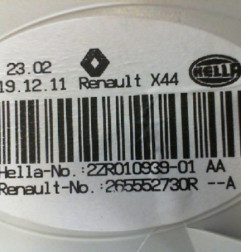 23.02
19.12.11 Renault X44
HELLA
Hella-No.:2ZR010939-01 AA
Renault-No.:265552730R --A